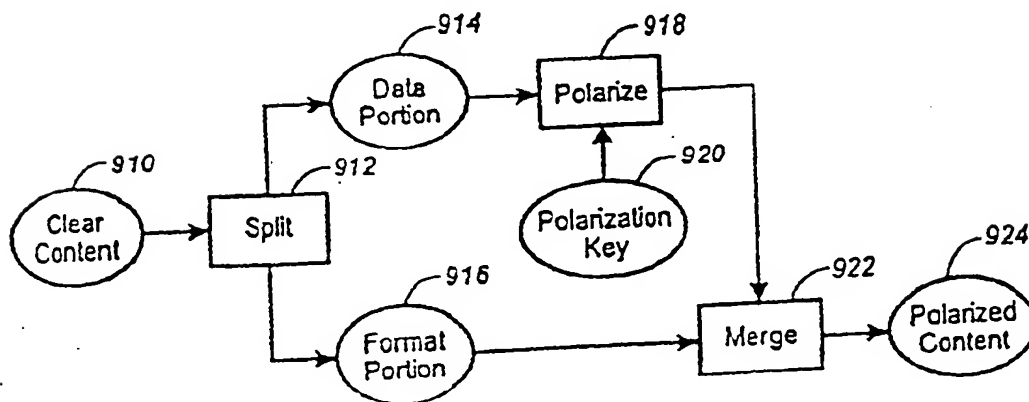 914
Data
Portion
918
Polarize
910
Clear
Content
912
Split
920
Polarization
Key
916
Format
Portion
922
Merge
924
Polarized
Content